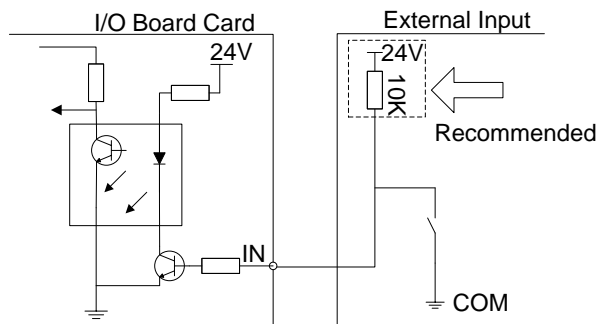 I/O Board Card
External Input
24V
24V
10K
Recommended
IN
COM